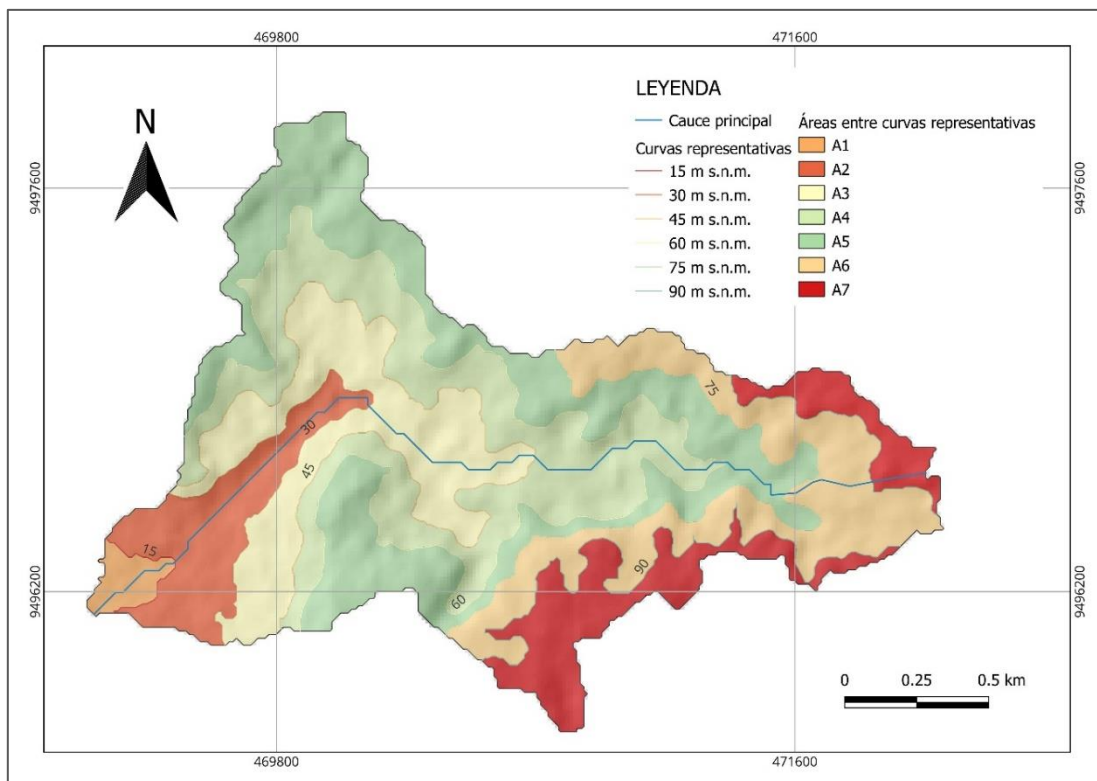 469800
471600
N
LEYENDA
Cauce principal
Curvas representativas
15 m s.n.m.
30 m s.n.m.
45 m s.n.m.
60 m s.n.m.
75 m s.n.m.
90 m s.n.m.
Áreas entre curvas representativas
A1
A2
A3
A4
A5
A6
A7
9497600
9497600
75
30
45
15
90
60
9496200
9496200
0 0.25 0.5 km
469800
471600